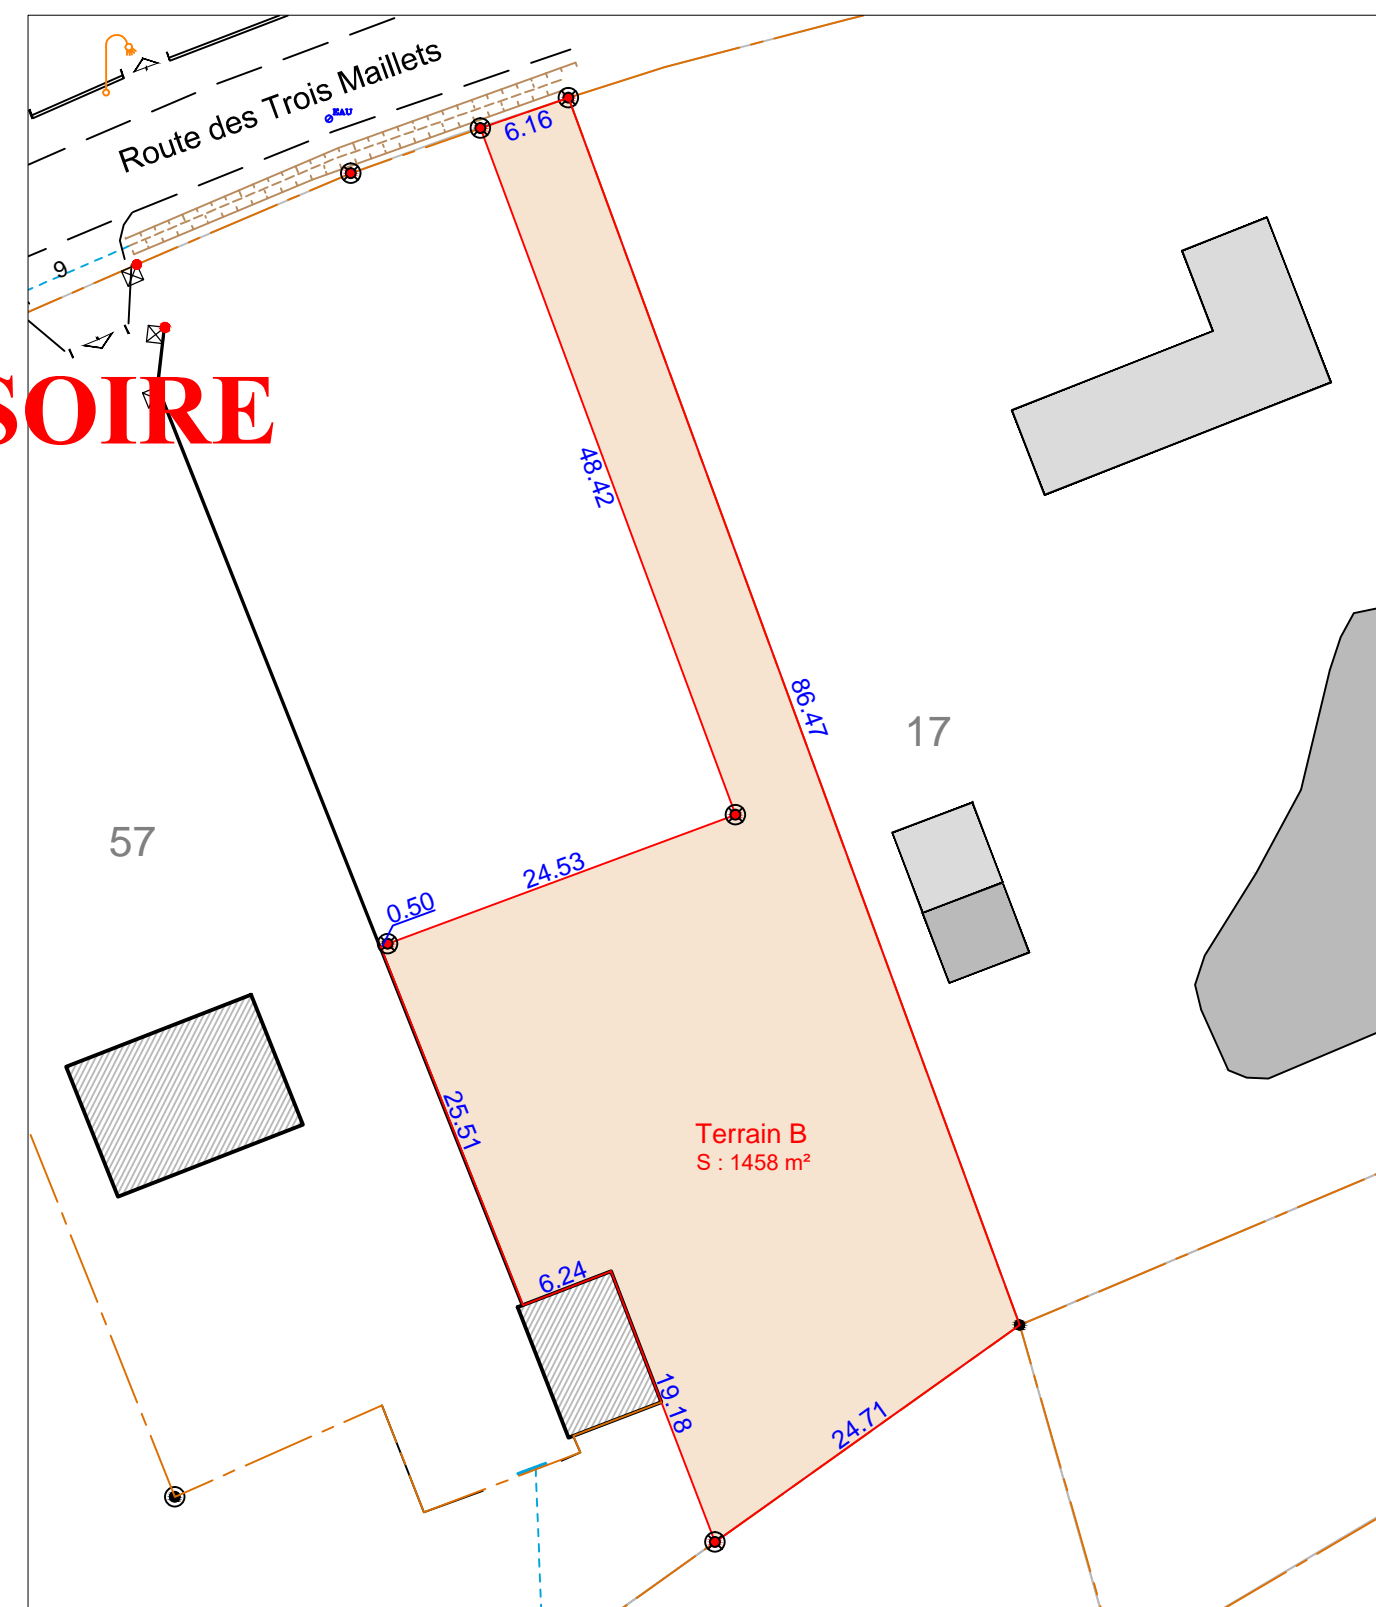 Route des Trois Maillets
EAU
6.16
9
SOIRE
48.42
86.47
17
57
24.53
0.50
25.51
Terrain B
S : 1458 m²
6.24
19.18
24.71